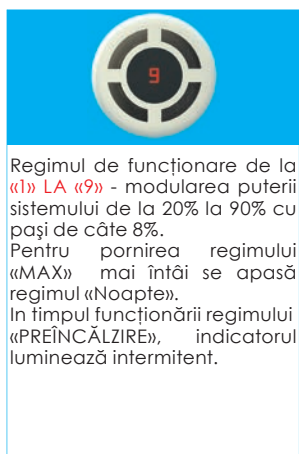 9
Regimul de funcționare de la
«1» LA «9» - modularea puterii
sistemului de la 20% la 90% cu
paşi de câte 8%.
Pentru pornirea regimului
«MAX» mai întâi se apasă
regimul «Noapte».
In timpul funcționării regimului
«PREÎNCĂLZIRE», indicatorul
luminează intermitent.